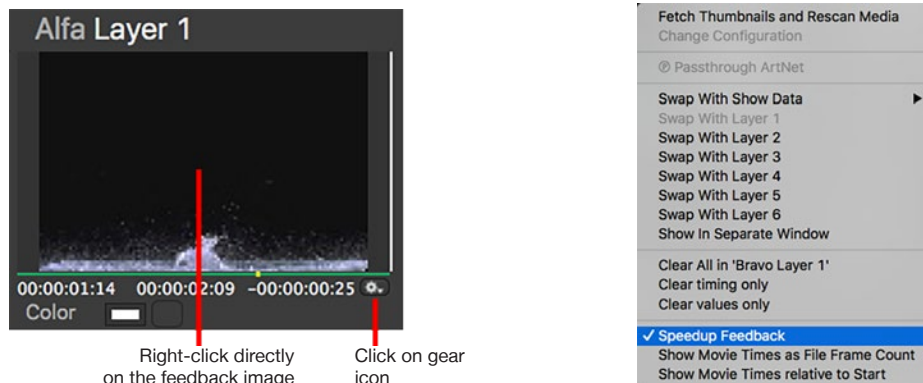 Alfa Layer 1
00:00:01:14 00:00:02:09 -00:00:00:25
Color
Right-click directly
on the feedback image
Click on gear
icon
Fetch Thumbnails and Rescan Media
Change Configuration
℗ Passthrough ArtNet
Swap With Show Data
Swap With Layer 1
Swap With Layer 2
Swap With Layer 3
Swap With Layer 4
Swap With Layer 5
Swap With Layer 6
Show In Separate Window
Clear All in 'Bravo Layer 1'
Clear timing only
Clear values only
✓ Speedup Feedback
Show Movie Times as File Frame Count
Show Movie Times relative to Start